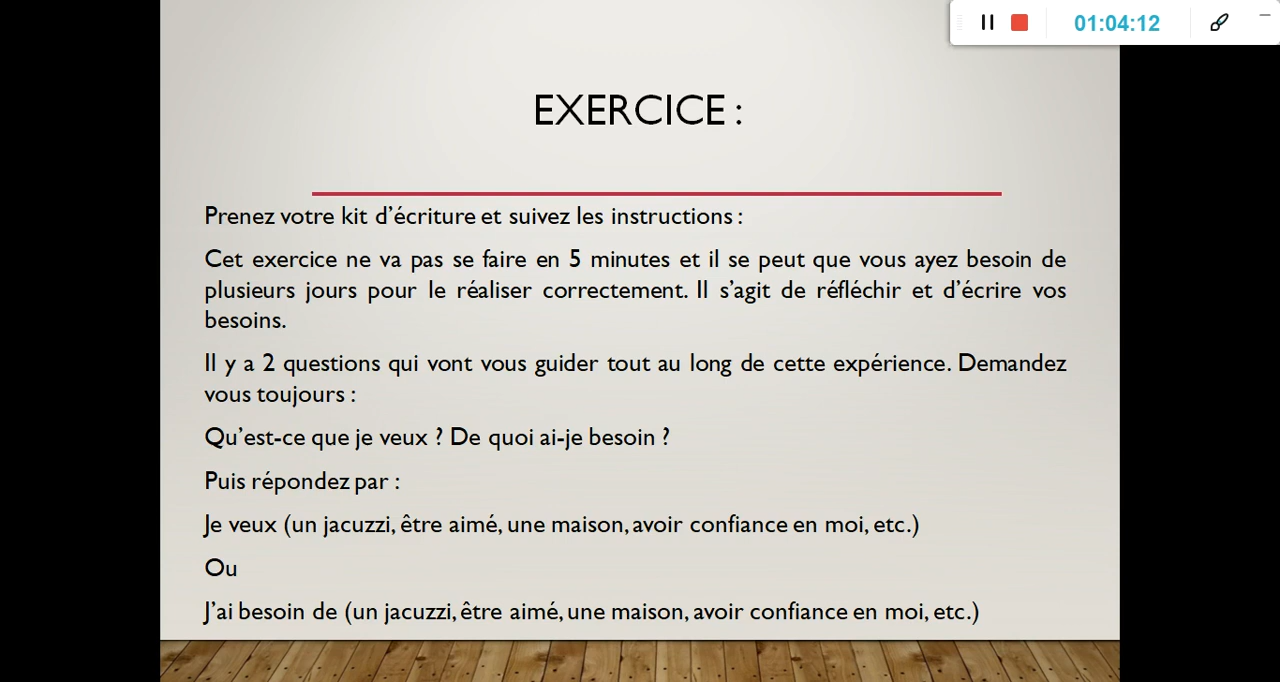 01:04:12
EXERCICE :
Prenez votre kit d’écriture et suivez les instructions :
Cet exercice ne va pas se faire en 5 minutes et il se peut que vous ayez besoin de
plusieurs jours pour le réaliser correctement. Il s’agit de réfléchir et d’écrire vos
besoins.
Il y a 2 questions qui vont vous guider tout au long de cette expérience. Demandez
vous toujours :
Qu’est-ce que je veux ? De quoi ai-je besoin ?
Puis répondez par :
Je veux (un jacuzzi, être aimé, une maison, avoir confiance en moi, etc.)
Ou
J’ai besoin de (un jacuzzi, être aimé, une maison, avoir confiance en moi, etc.)